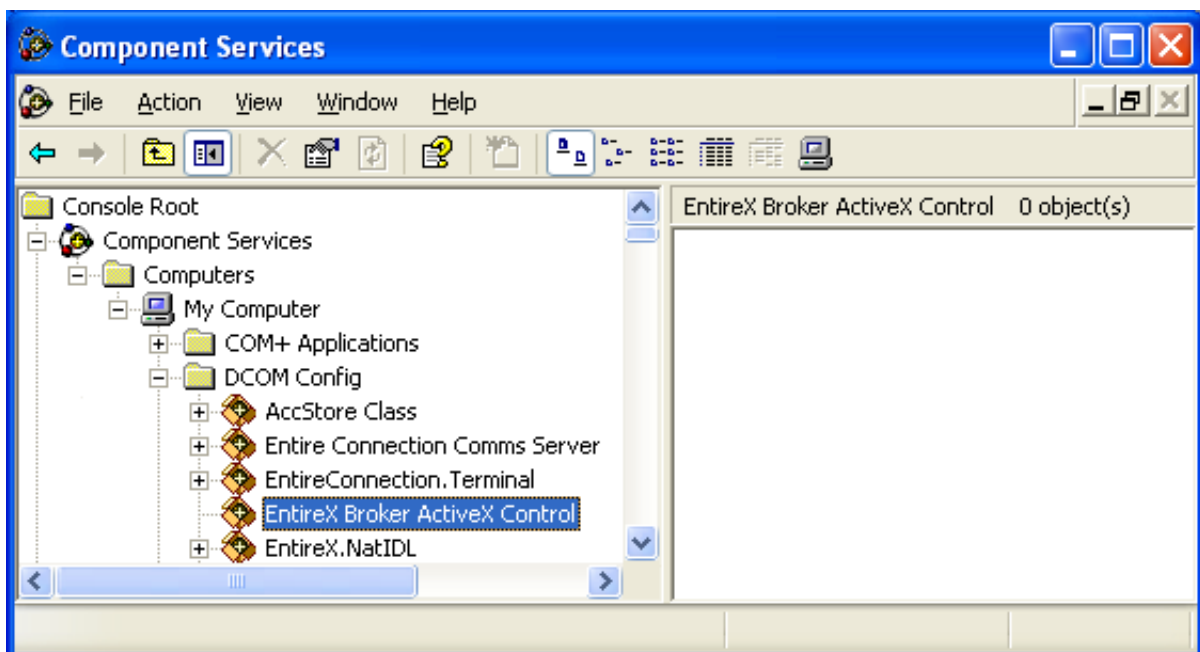 Component Services
File Action View Window Help
Console Root
EntireX Broker ActiveX Control 0 object(s)
Component Services
Computers
My Computer
COM+ Applications
DCOM Config
AccStore Class
Entire Connection Comms Server
EntireConnection.Terminal
EntireX Broker ActiveX Control
EntireX.NatIDL